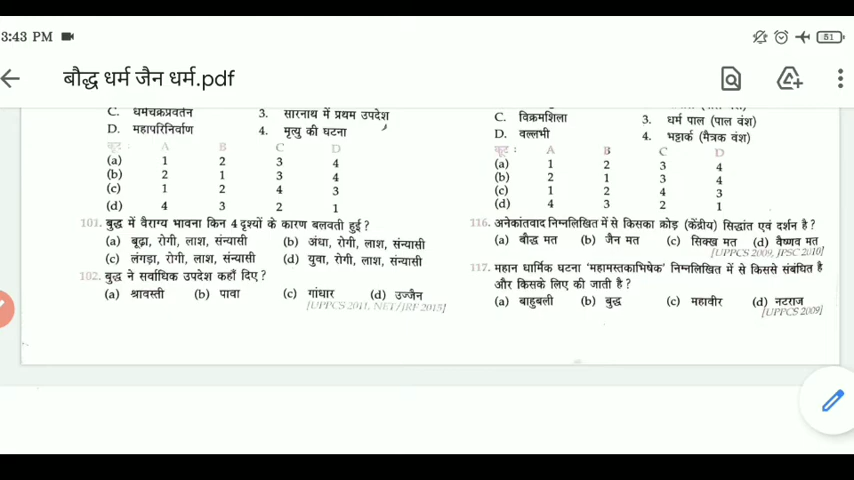 3:43 PM
51
बौद्ध धर्म जैन धर्म.pdf
C. धर्मचक्रप्रवर्तन 3. सारनाथ में प्रथम उपदेश
D. महापरिनिर्वाण 4. मृत्यु की घटना
कूट : A B C D
(a) 1 2 3 4
(b) 2 1 3 4
(c) 1 2 4 3
(d) 4 3 2 1
101. बुद्ध में वैराग्य भावना किन 4 दृश्यों के कारण बलवती हुई ?
(a) बूढ़ा, रोगी, लाश, संन्यासी (b) अंधा, रोगी, लाश, संन्यासी
(c) लंगड़ा, रोगी, लाश, संन्यासी (d) युवा, रोगी, लाश, संन्यासी
102. बुद्ध ने सर्वाधिक उपदेश कहाँ दिए ?
(a) श्रावस्ती (b) पावा (c) गांधार (d) उज्जैन
[UPPCS 2011, NET/JRF 2015]
C. विक्रमशिला 3. धर्म पाल (पाल वंश)
D. वल्लभी 4. भट्टार्क (मैत्रक वंश)
कूट : A B C D
(a) 1 2 3 4
(b) 2 1 3 4
(c) 1 2 4 3
(d) 4 3 2 1
116. अनेकांतवाद निम्नलिखित में से किसका क्रोड़ (केंद्रीय) सिद्धांत एवं दर्शन है ?
(a) बौद्ध मत (b) जैन मत (c) सिक्ख मत (d) वैष्णव मत
[UPPCS 2009, JPSC 2010]
117. महान धार्मिक घटना 'महामस्तकाभिषेक' निम्नलिखित में से किससे संबंधित है
और किसके लिए की जाती है ?
(a) बाहुबली (b) बुद्ध (c) महावीर (d) नटराज
[UPPCS 2009]